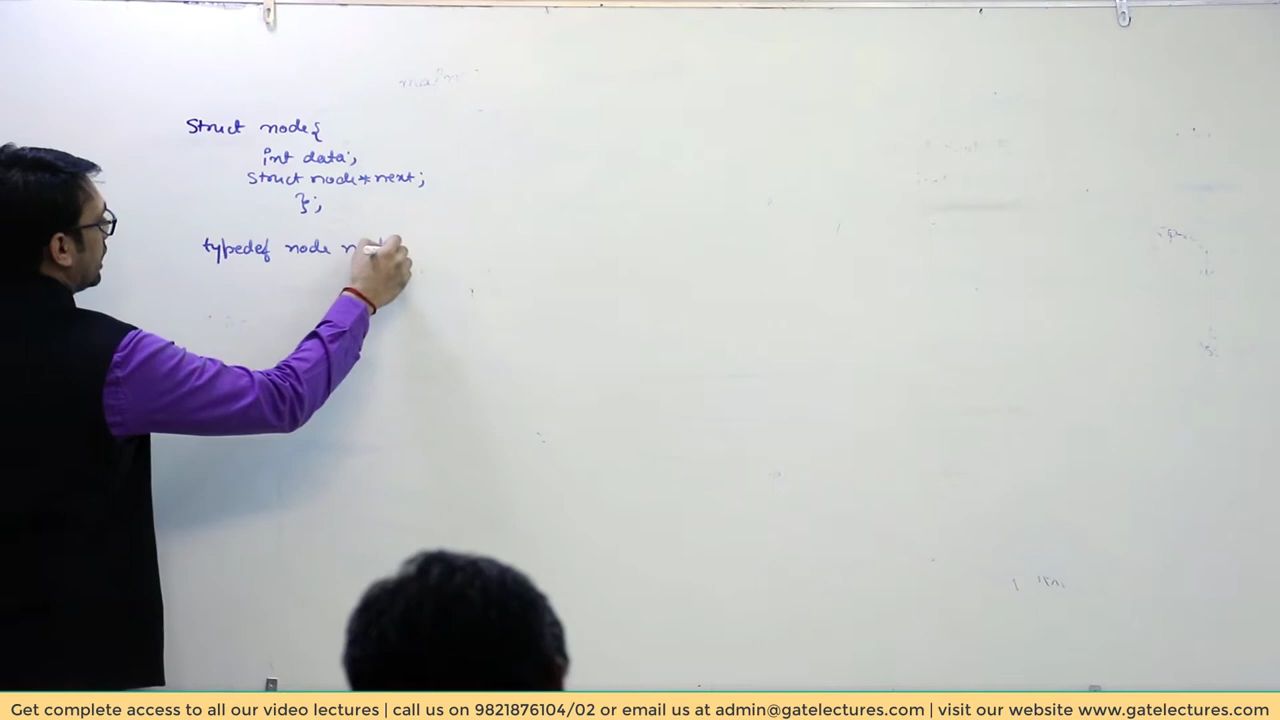 Struct node{
int data;
Struct node*next;
};
typedef node
Get complete access to all our video lectures | call us on 9821876104/02 or email us at admin@gatelectures.com | visit our website www.gatelectures.com